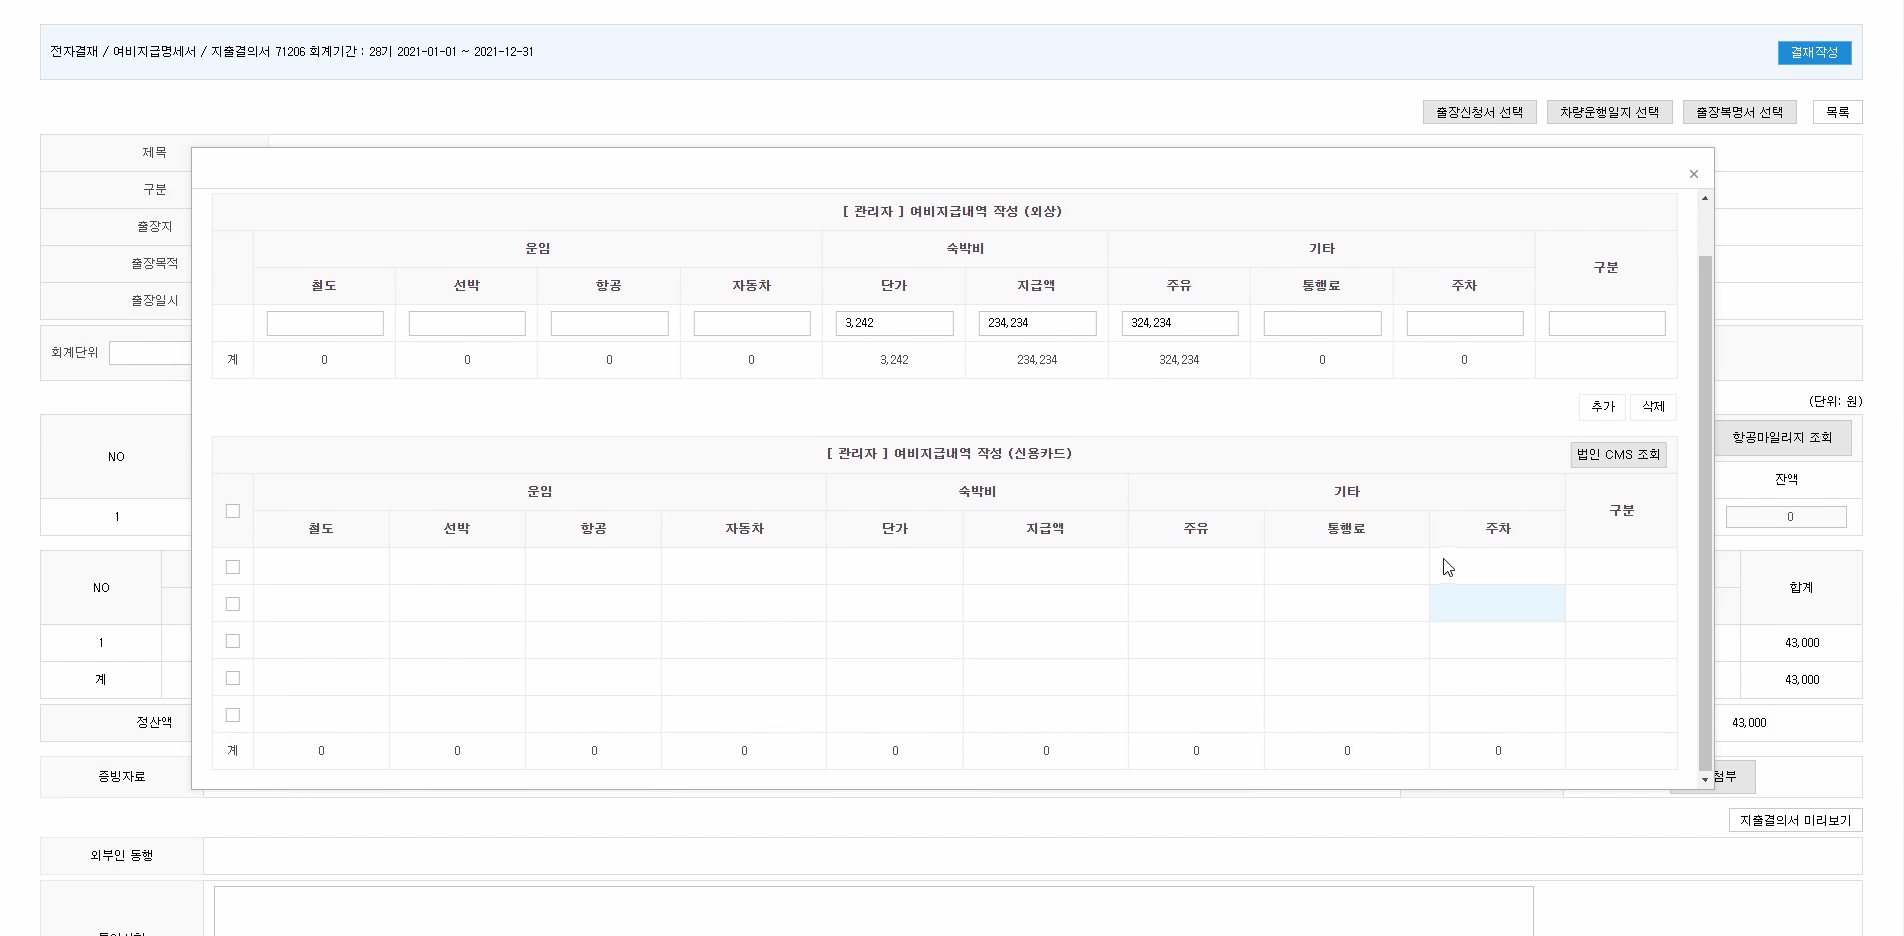 전자결재 / 여비지급명세서 / 지출결의서 71206 회계기간 : 28기 2021-01-01 ~ 2021-12-31
결재작성
출장신청서 선택
차량운행일지 선택
출장복명서 선택
목록
제목
구분
출장지
출장목적
출장일시
회계단위
(단위: 원)
NO
항공마일리지 조회
잔액
1
0
NO
합계
1
43,000
계
43,000
정산액
43,000
증빙자료
첨부
지출결의서 미리보기
외부인 동행
×
[ 관리자 ] 여비지급내역 작성 (외상)
운임 숙박비 기타 구분
철도 선박 항공 자동차 단가 지급액 주유 통행료 주차
3,242 234,234 324,234
계 0 0 0 0 3,242 234,234 324,234 0 0
추가 삭제
[ 관리자 ] 여비지급내역 작성 (신용카드)
법인 CMS 조회
운임 숙박비 기타 구분
철도 선박 항공 자동차 단가 지급액 주유 통행료 주차
계 0 0 0 0 0 0 0 0 0